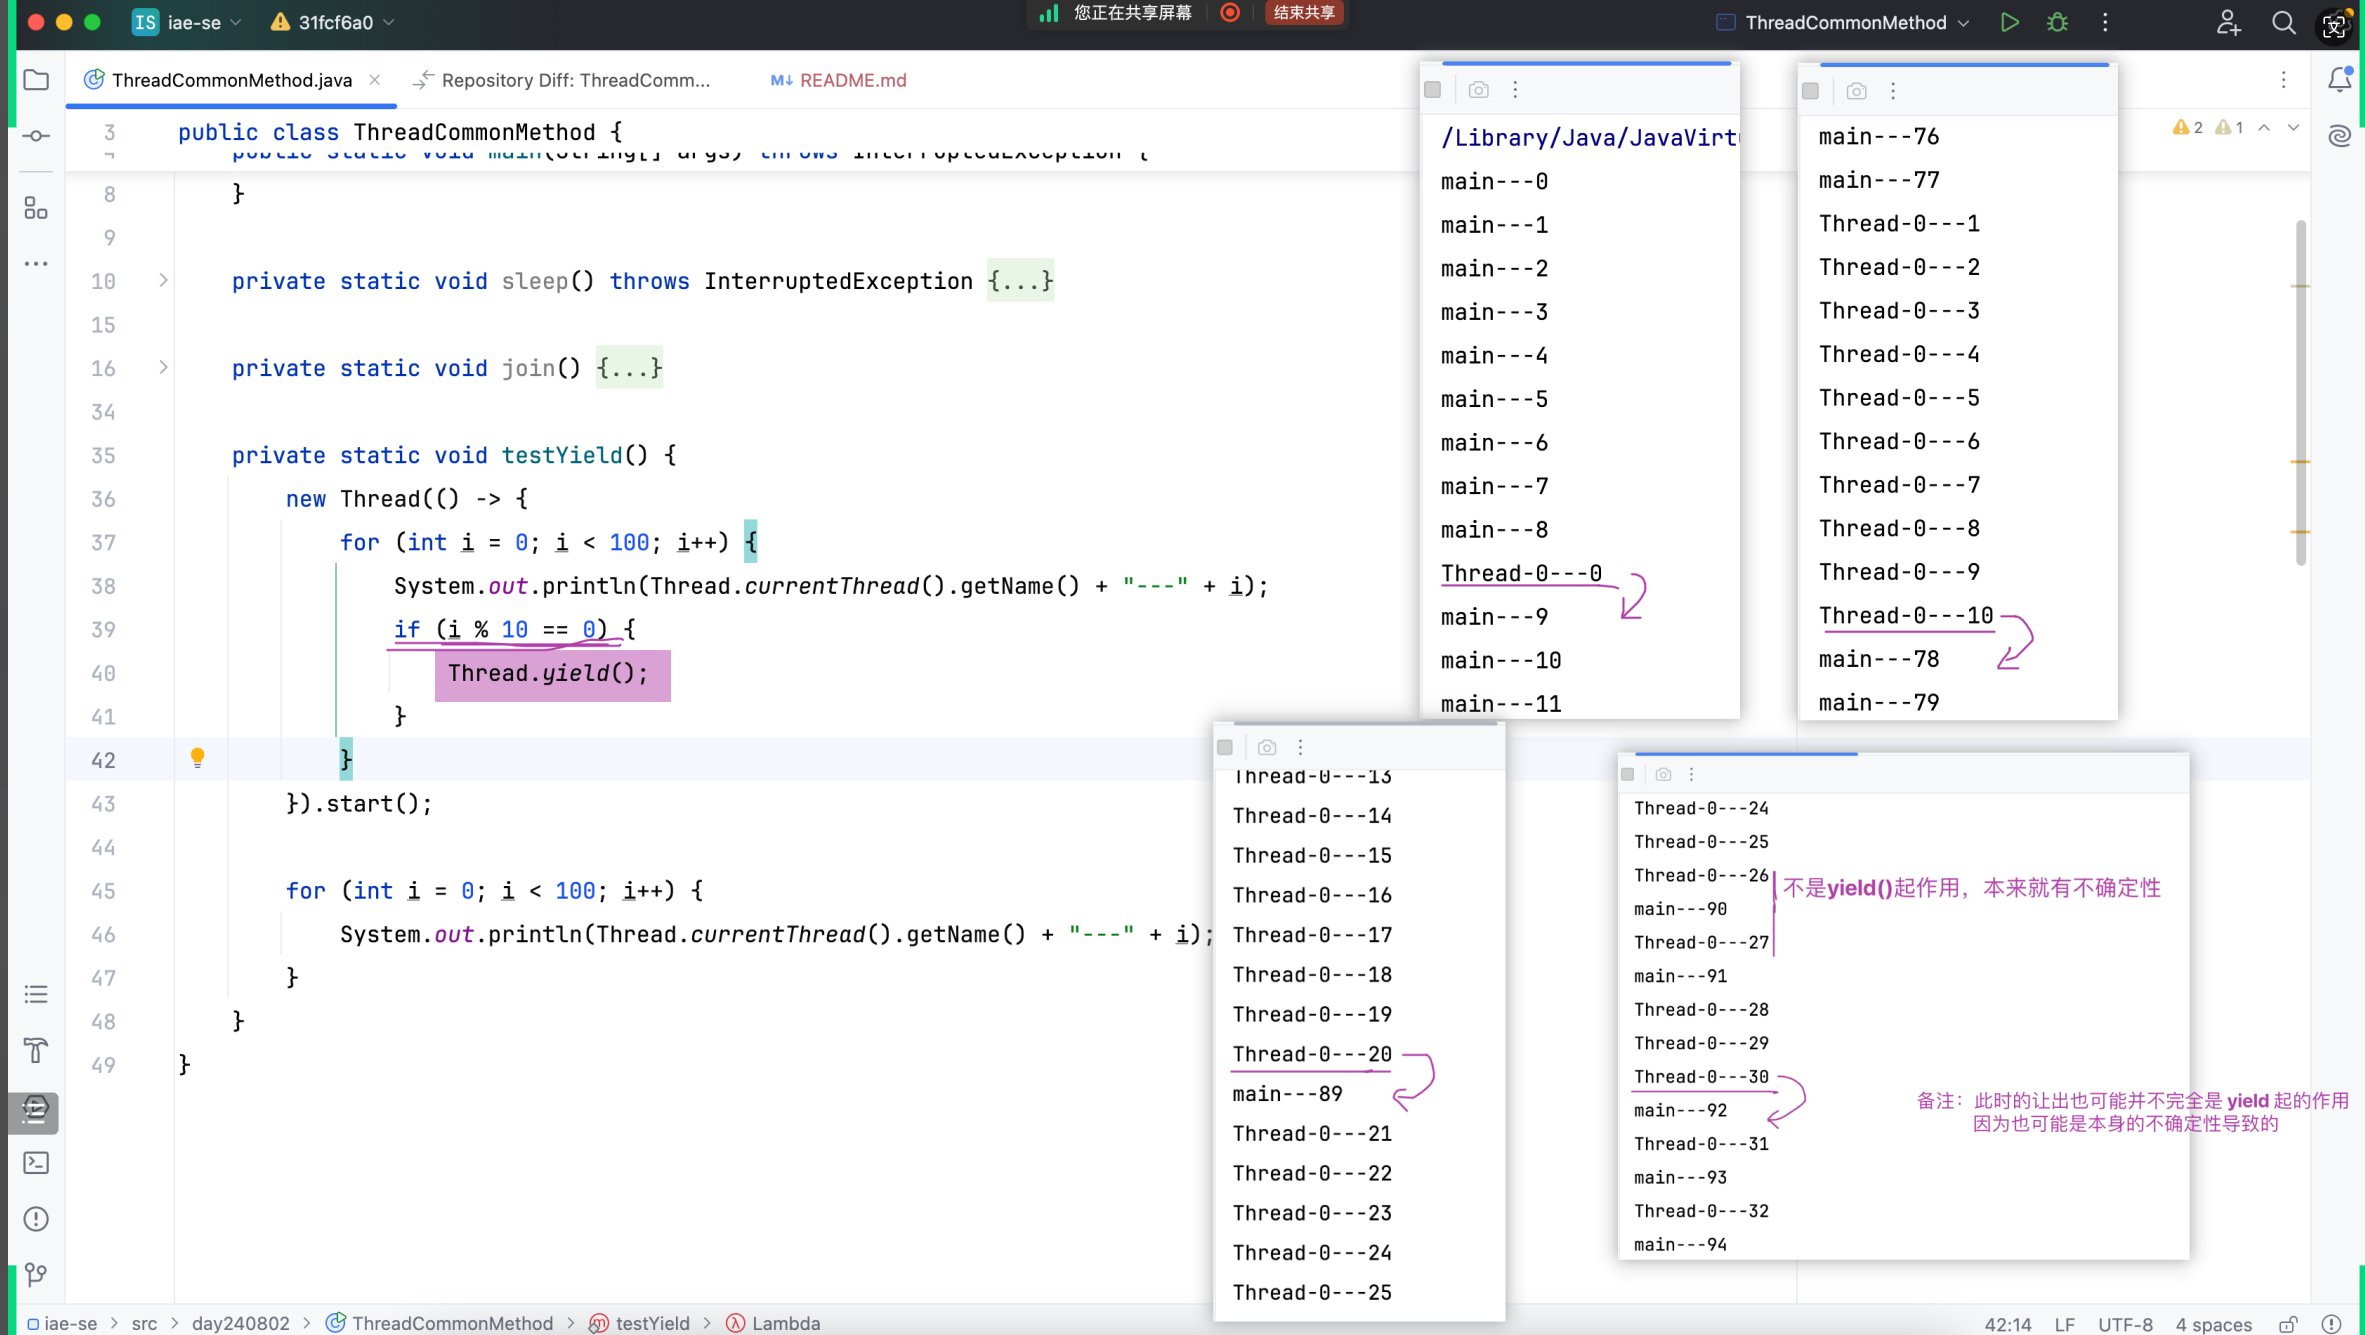 IS iae-se
31fcf6a0
您正在共享屏幕
结束共享
ThreadCommonMethod
ThreadCommonMethod.java
Repository Diff: ThreadComm...
M↓ README.md
2
1
3 public class ThreadCommonMethod {
4 public static void main(String[] args) throws InterruptedException {
8 }
9
10 private static void sleep() throws InterruptedException {...}
15
16 private static void join() {...}
34
35 private static void testYield() {
36 new Thread(() -> {
37 for (int i = 0; i < 100; i++) {
38 System.out.println(Thread.currentThread().getName() + "---" + i);
39 if (i % 10 == 0) {
40 Thread.yield();
41 }
42 }
43 }).start();
44
45 for (int i = 0; i < 100; i++) {
46 System.out.println(Thread.currentThread().getName() + "---" + i);
47 }
48 }
49 }
/Library/Java/JavaVirtu
main---0
main---1
main---2
main---3
main---4
main---5
main---6
main---7
main---8
Thread-0---0
main---9
main---10
main---11
main---76
main---77
Thread-0---1
Thread-0---2
Thread-0---3
Thread-0---4
Thread-0---5
Thread-0---6
Thread-0---7
Thread-0---8
Thread-0---9
Thread-0---10
main---78
main---79
Thread-0---13
Thread-0---14
Thread-0---15
Thread-0---16
Thread-0---17
Thread-0---18
Thread-0---19
Thread-0---20
main---89
Thread-0---21
Thread-0---22
Thread-0---23
Thread-0---24
Thread-0---25
Thread-0---24
Thread-0---25
Thread-0---26
不是yield()起作用，本来就有不确定性
main---90
Thread-0---27
main---91
Thread-0---28
Thread-0---29
Thread-0---30
main---92
备注：此时的让出也可能并不完全是 yield 起的作用
因为也可能是本身的不确定性导致的
Thread-0---31
main---93
Thread-0---32
main---94
iae-se > src > day240802 > ThreadCommonMethod > testYield > Lambda
42:14 LF UTF-8 4 spaces